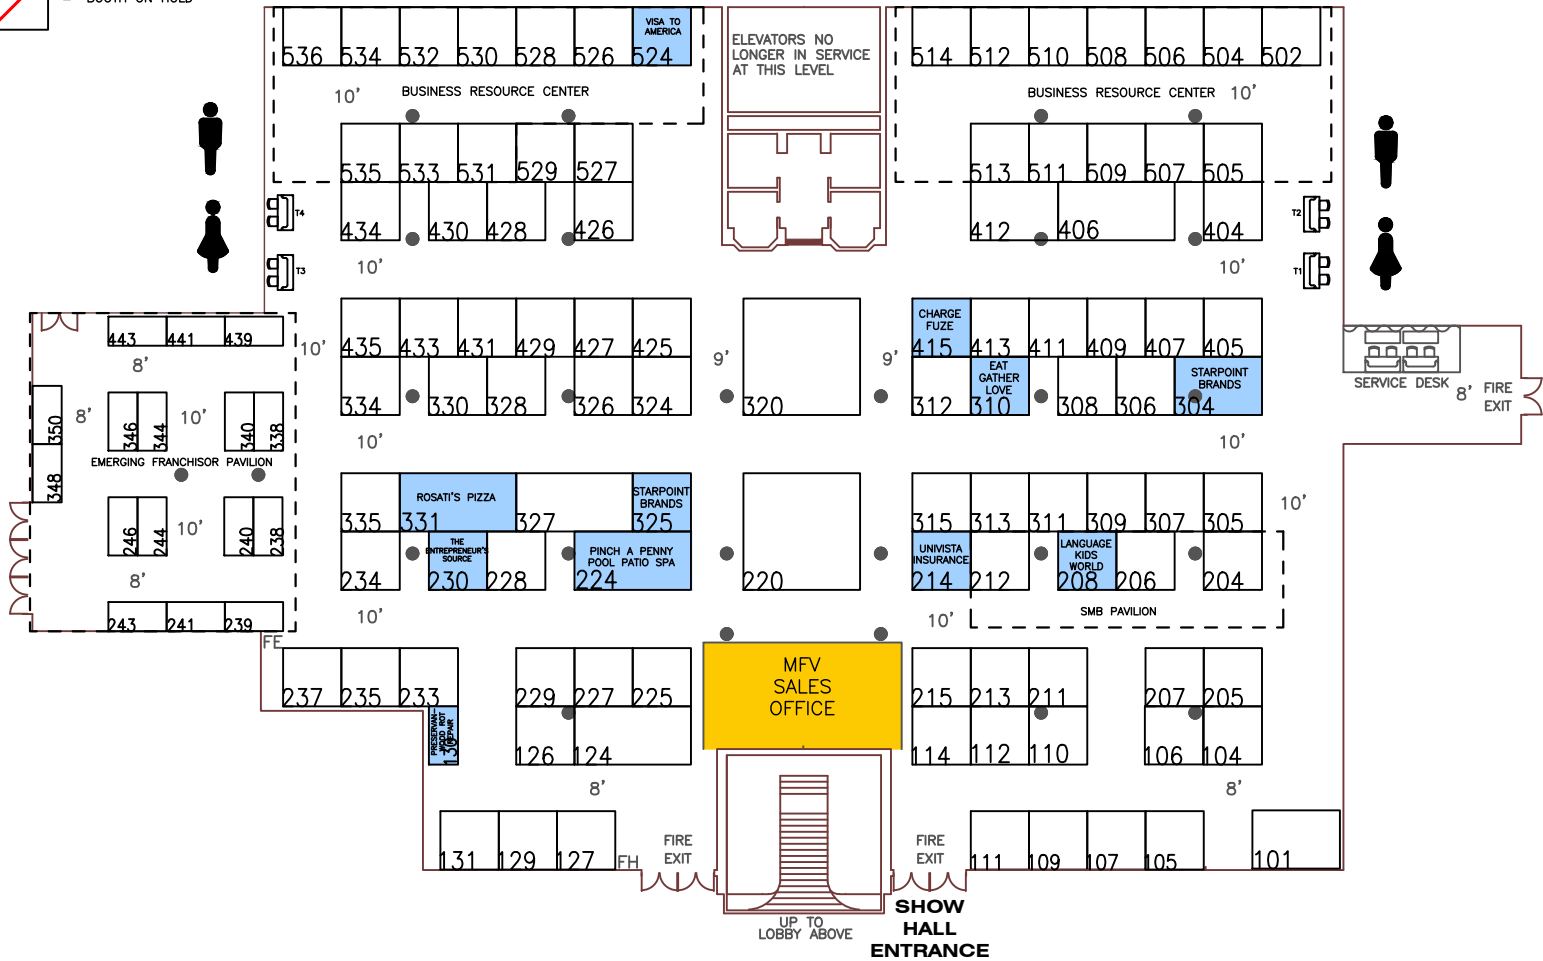 BOOTH ON HOLD
VISA TO
AMERICA
536 534 532 530 528 526 524
ELEVATORS NO
LONGER IN SERVICE
AT THIS LEVEL
514 512 510 508 506 504 502
10' BUSINESS RESOURCE CENTER
BUSINESS RESOURCE CENTER 10'
535 533 531 529 527
513 511 509 507 505
T4
T2
434 430 428 426
412 406 404
T3
T1
10'
10'
CHARGE
FUZE
443 441 439
10'
435 433 431 429 427 425
415 413 411 409 407 405
8'
9'
9'
EAT
GATHER
LOVE
STARPOINT
BRANDS
SERVICE DESK
8'
FIRE
EXIT
334 330 328 326 324
320
312 310 308 306 304
350
8'
346 344
10'
340 338
10'
10'
EMERGING FRANCHISOR PAVILION
348
ROSATI'S PIZZA
STARPOINT
BRANDS
335 331 327 325
315 313 311 309 307 305
10'
246 244
10'
240 238
THE
ENTREPRENEUR'S
SOURCE
PINCH A PENNY
POOL PATIO SPA
UNIVISTA
INSURANCE
LANGUAGE
KIDS
WORLD
234 230 228 224
220
214 212 208 206 204
8'
243 241 239
10'
10'
SMB PAVILION
FE
237 235 233
229 227 225
MFV
SALES
OFFICE
215 213 211
207 205
PRESERVAN-
WOOD ROT
REPAIR
130
126 124
114 112 110
106 104
8'
8'
131 129 127
FH
FIRE
EXIT
FIRE
EXIT
111 109 107 105
101
UP TO
LOBBY ABOVE
SHOW
HALL
ENTRANCE